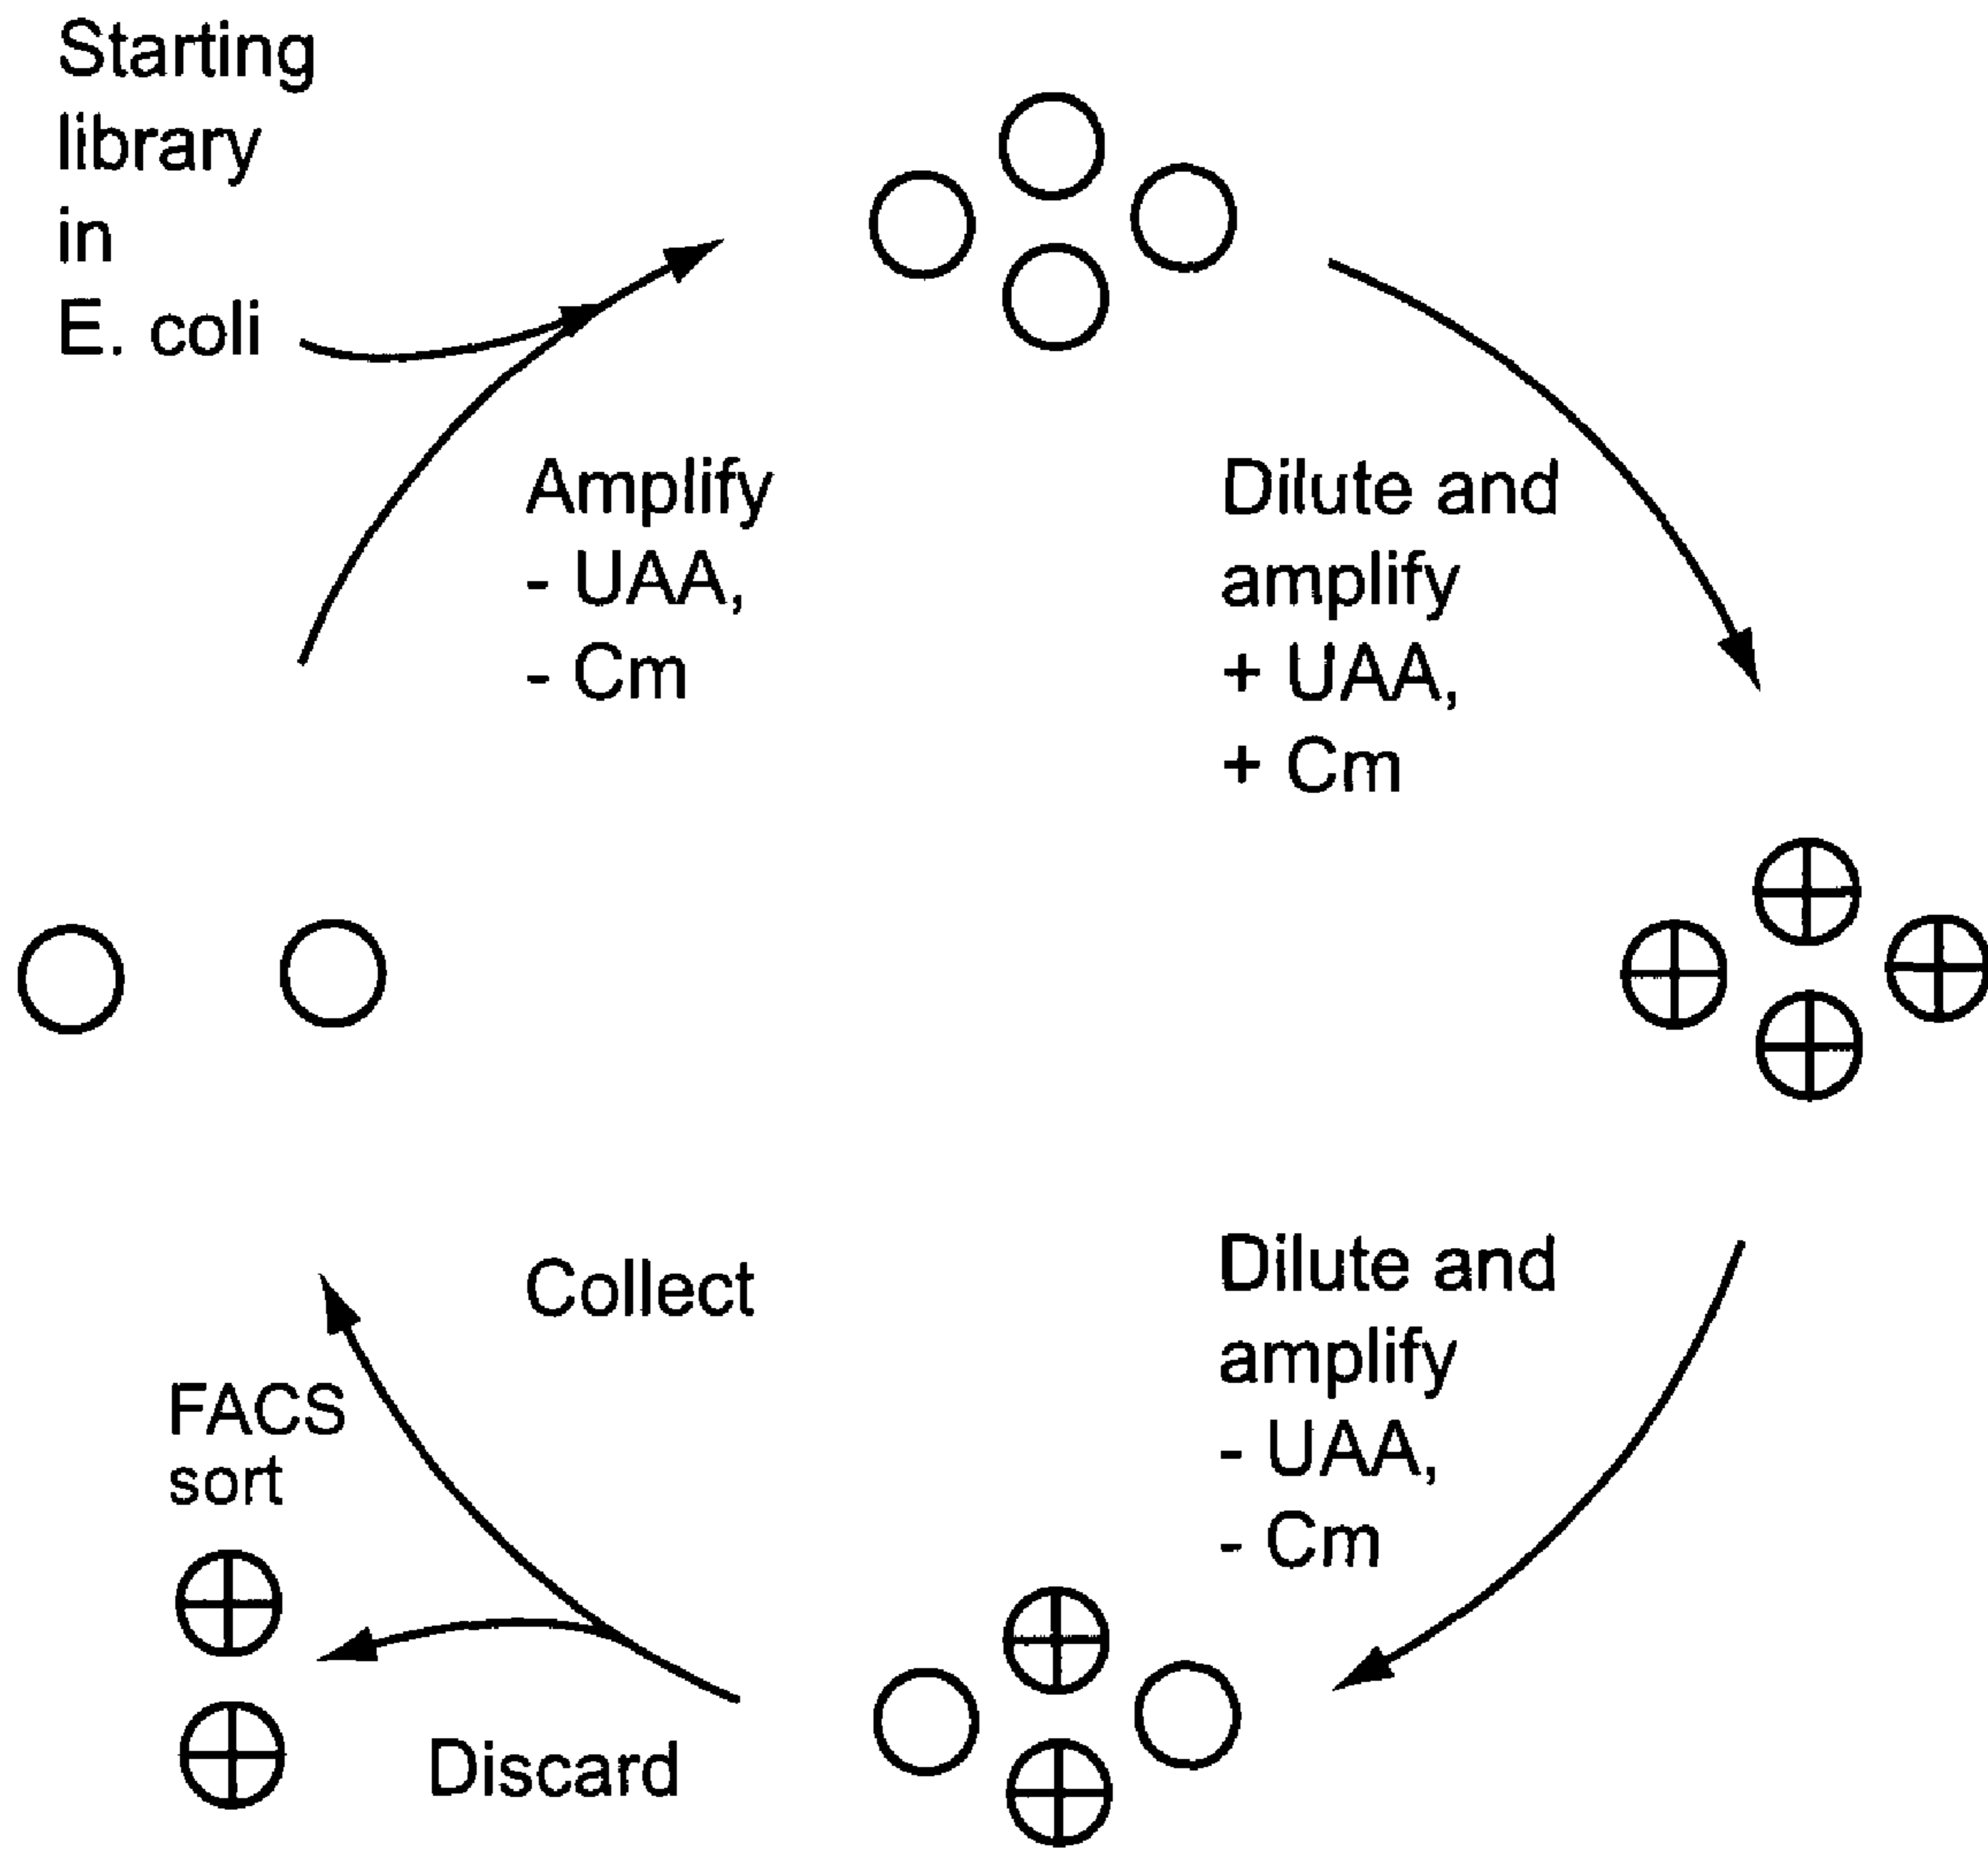 Starting
library
in
E. coli
Amplify
- UAA,
- Cm
Dilute and
amplify
+ UAA,
+ Cm
Collect
FACS
sort
Discard
Dilute and
amplify
- UAA,
- Cm